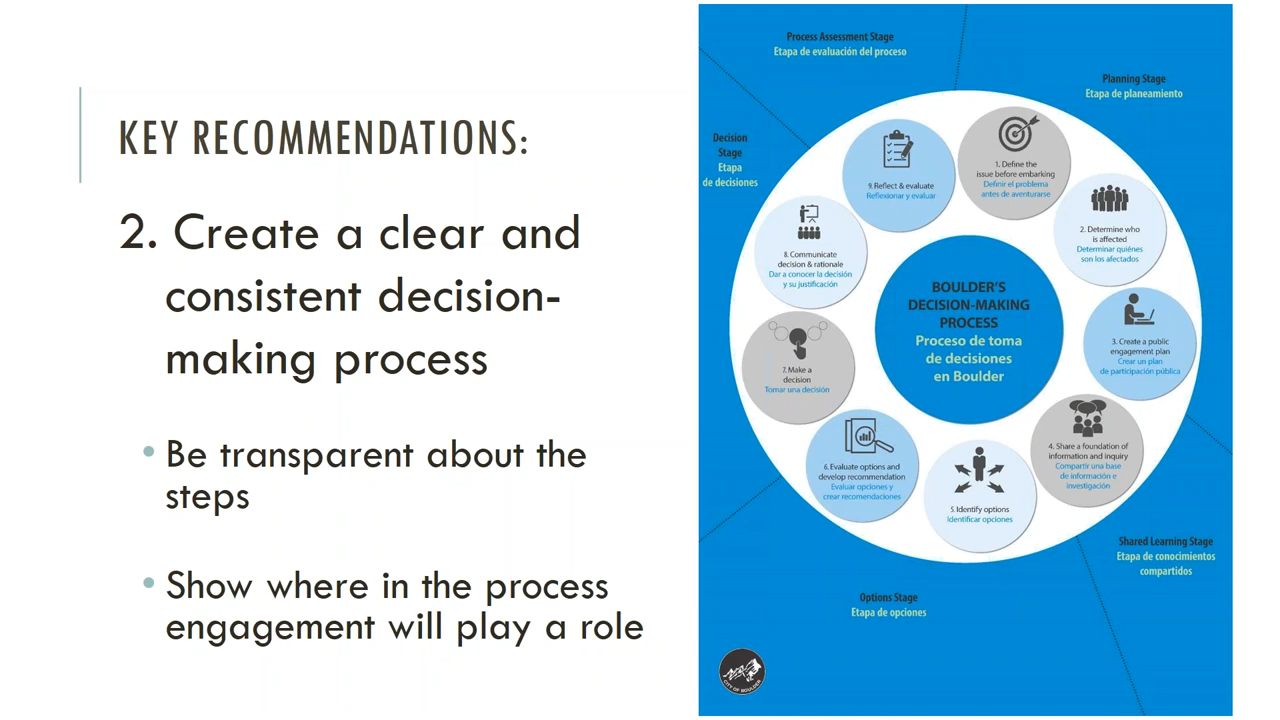 KEY RECOMMENDATIONS:
2. Create a clear and
consistent decision-
making process
• Be transparent about the
steps
• Show where in the process
engagement will play a role
Process Assessment Stage
Etapa de evaluación del proceso
Planning Stage
Etapa de planeamiento
Decision
Stage
Etapa
de decisiones
1. Define the
issue before embarking
Definir el problema
antes de aventurarse
2. Determine who
is affected
Determinar quiénes
son los afectados
3. Create a public
engagement plan
Crear un plan
de participación pública
4. Share a foundation of
information and inquiry
Compartir una base
de información e
investigación
5. Identify options
Identificar opciones
6. Evaluate options and
develop recommendation
Evaluar opciones y
crear recomendaciones
7. Make a
decision
Tomar una decisión
8. Communicate
decision & rationale
Dar a conocer la decisión
y su justificación
9. Reflect & evaluate
Reflexionar y evaluar
BOULDER'S
DECISION-MAKING
PROCESS
Proceso de toma
de decisiones
en Boulder
Shared Learning Stage
Etapa de conocimientos
compartidos
Options Stage
Etapa de opciones
CITY OF BOULDER